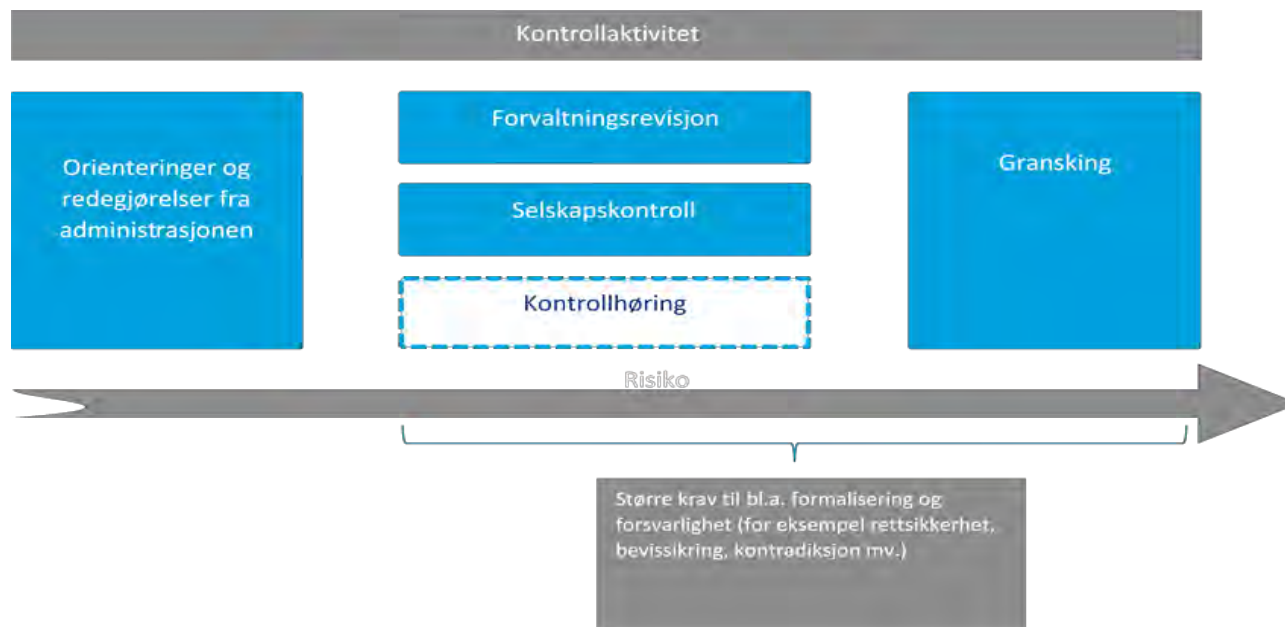 Kontrollaktivitet
Orienteringer og
redegjørelser fra
administrasjonen
Forvaltningsrevisjon
Selskapskontroll
Kontrollhøring
Gransking
Risiko
Større krav til bl.a. formalisering og
forsvarlighet (for eksempel rettsikkerhet,
bevissikring, kontradiksjon mv.)